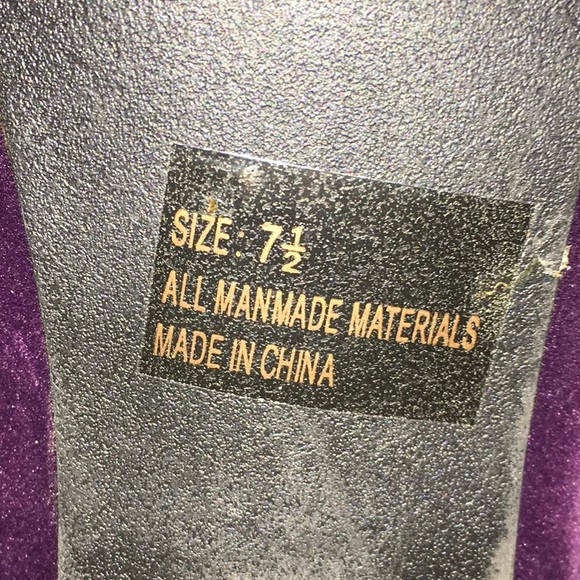 SIZE: 7½
ALL MANMADE MATERIALS
MADE IN CHINA